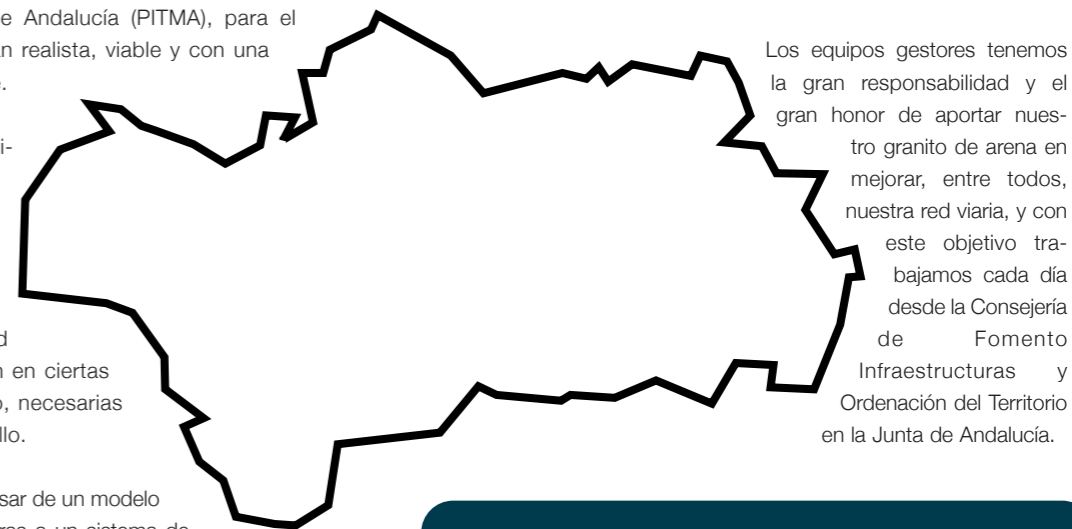 e Andalucía (PITMA), para el
n realista, viable y con una
d
n en ciertas
o, necesarias
llo.
sar de un modelo
a un sistema de
Los equipos gestores tenemos
la gran responsabilidad y el
gran honor de aportar nues-
tro granito de arena en
mejorar, entre todos,
nuestra red viaria, y con
este objetivo tra-
bajamos cada día
desde la Consejería
de Fomento
Infraestructuras y
Ordenación del Territorio
en la Junta de Andalucía.